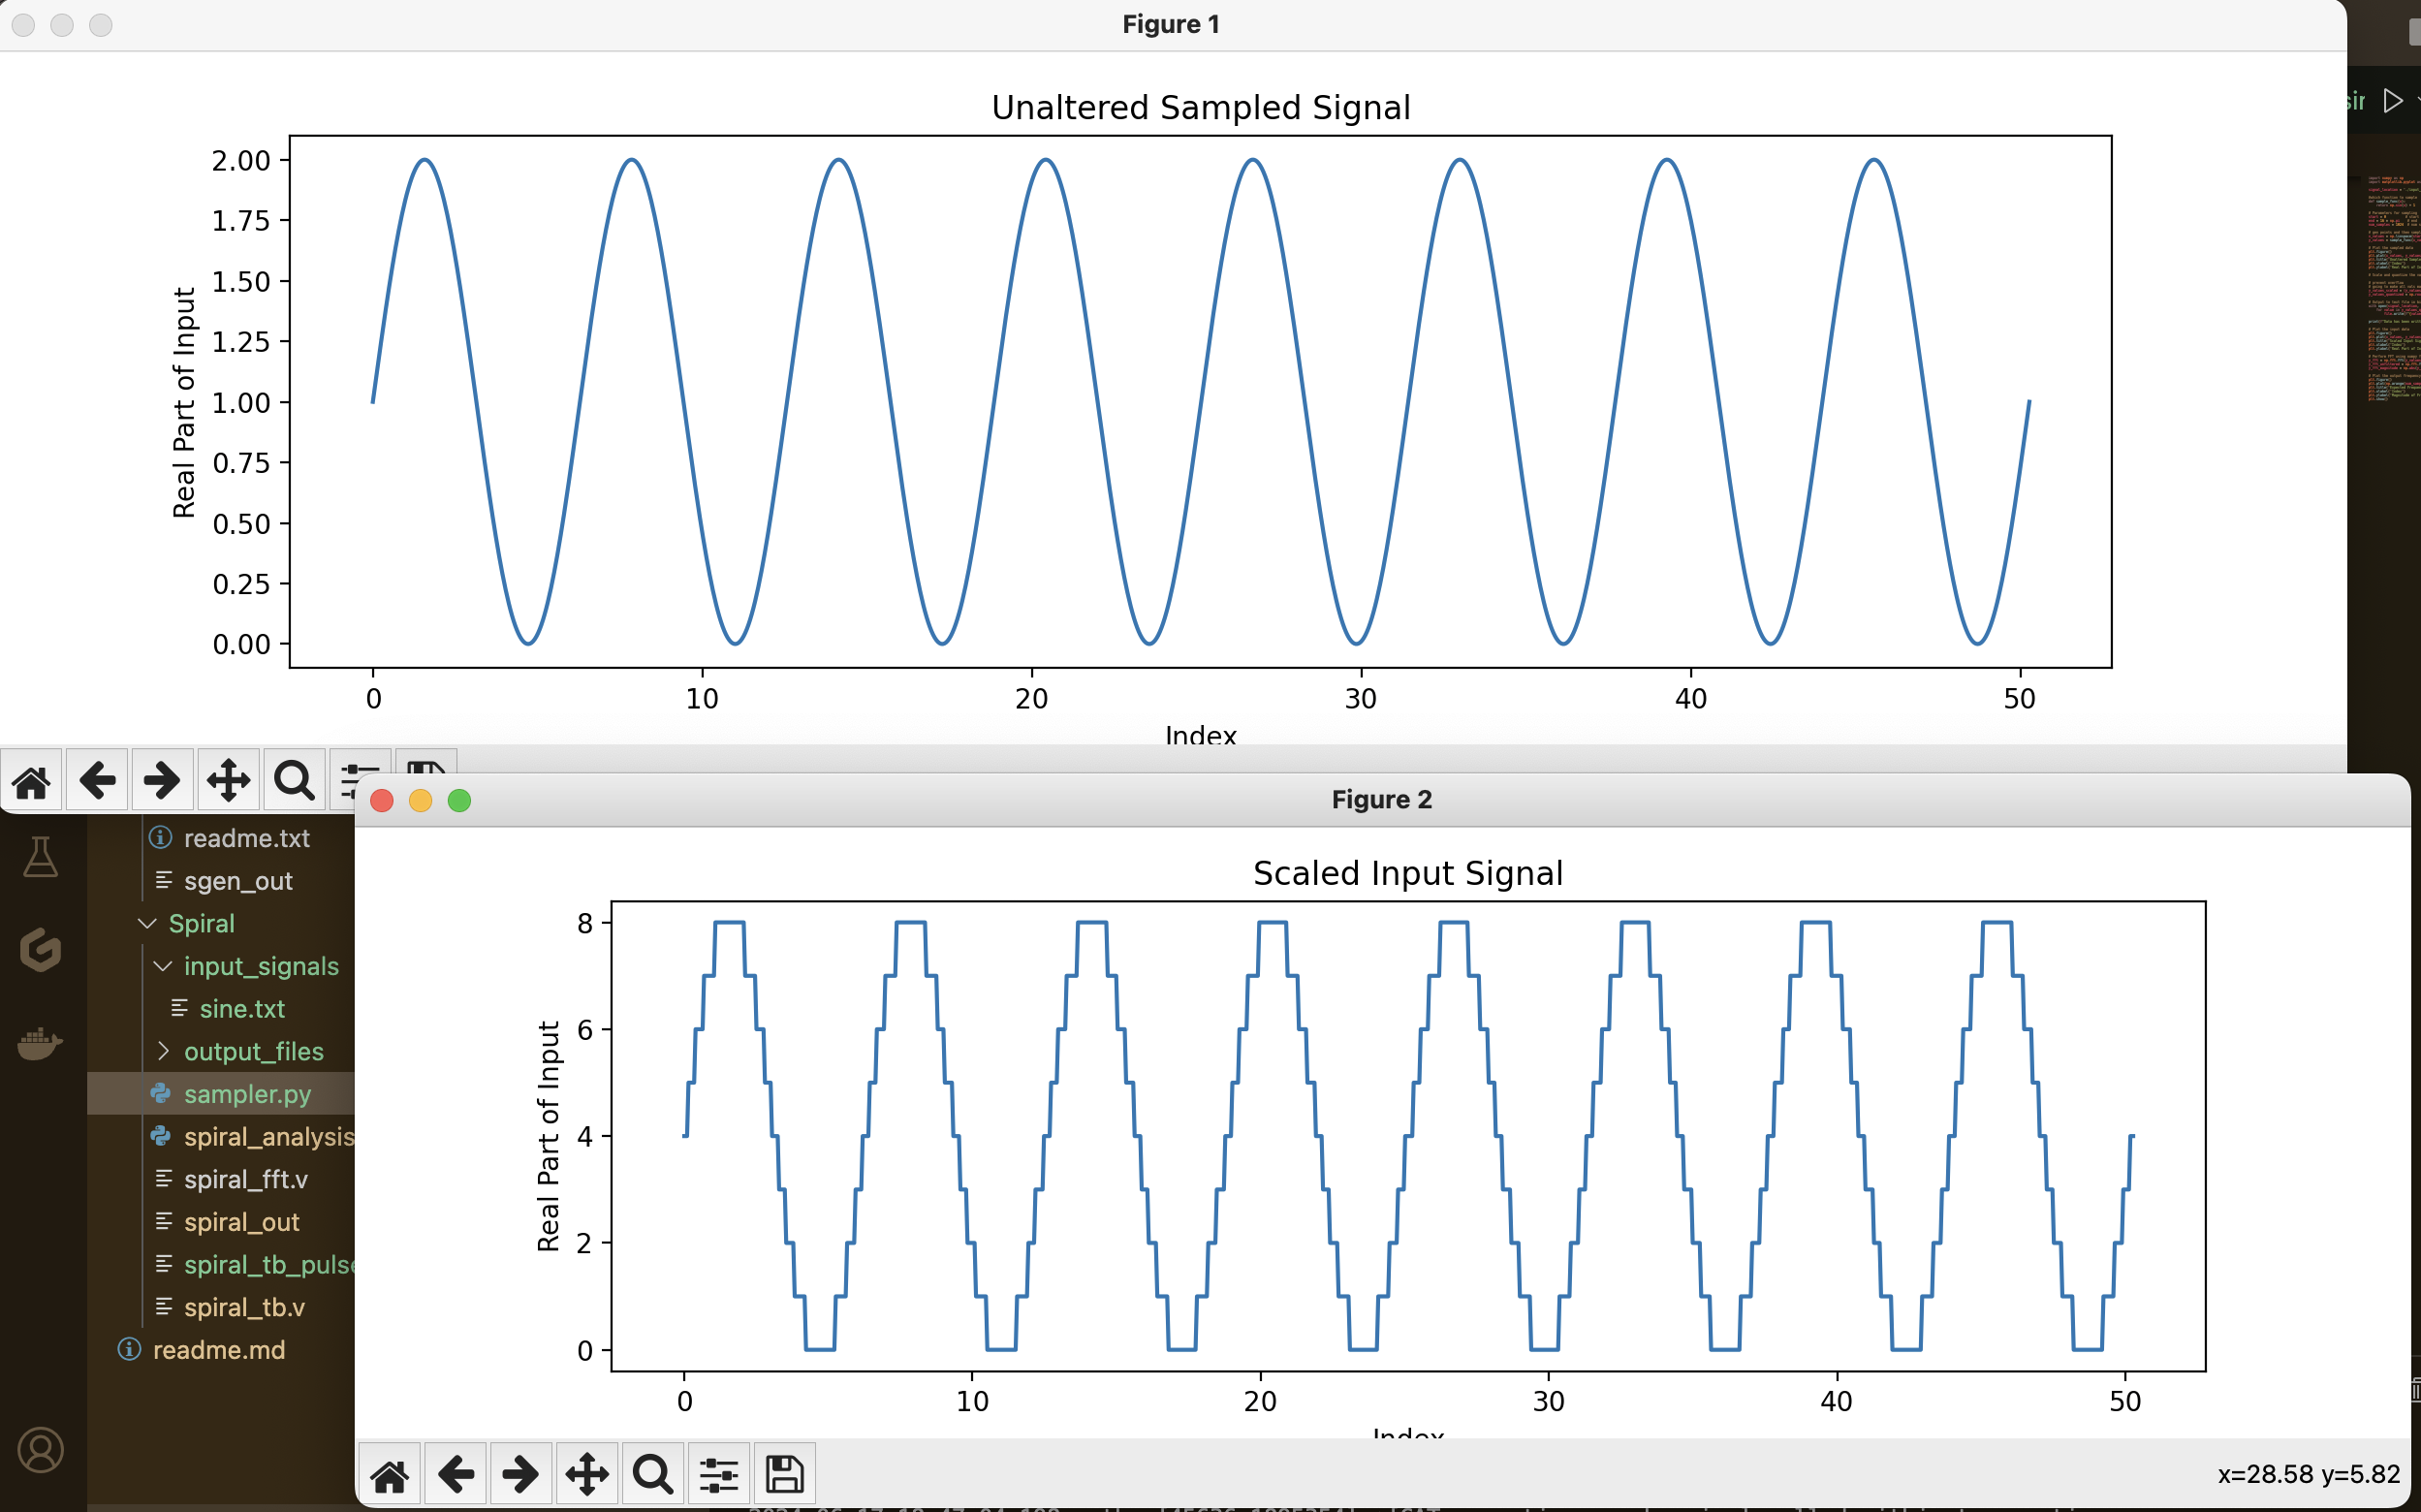 Figure 1
Unaltered Sampled Signal
2.00
1.75
1.50
1.25
1.00
0.75
0.50
0.25
0.00
Real Part of Input
0 10 20 30 40 50
Index
Figure 2
readme.txt
sgen_out
Spiral
input_signals
sine.txt
output_files
sampler.py
spiral_analysis
spiral_fft.v
spiral_out
spiral_tb_pulse
spiral_tb.v
readme.md
Scaled Input Signal
8
6
4
2
0
Real Part of Input
0 10 20 30 40 50
Index
x=28.58 y=5.82